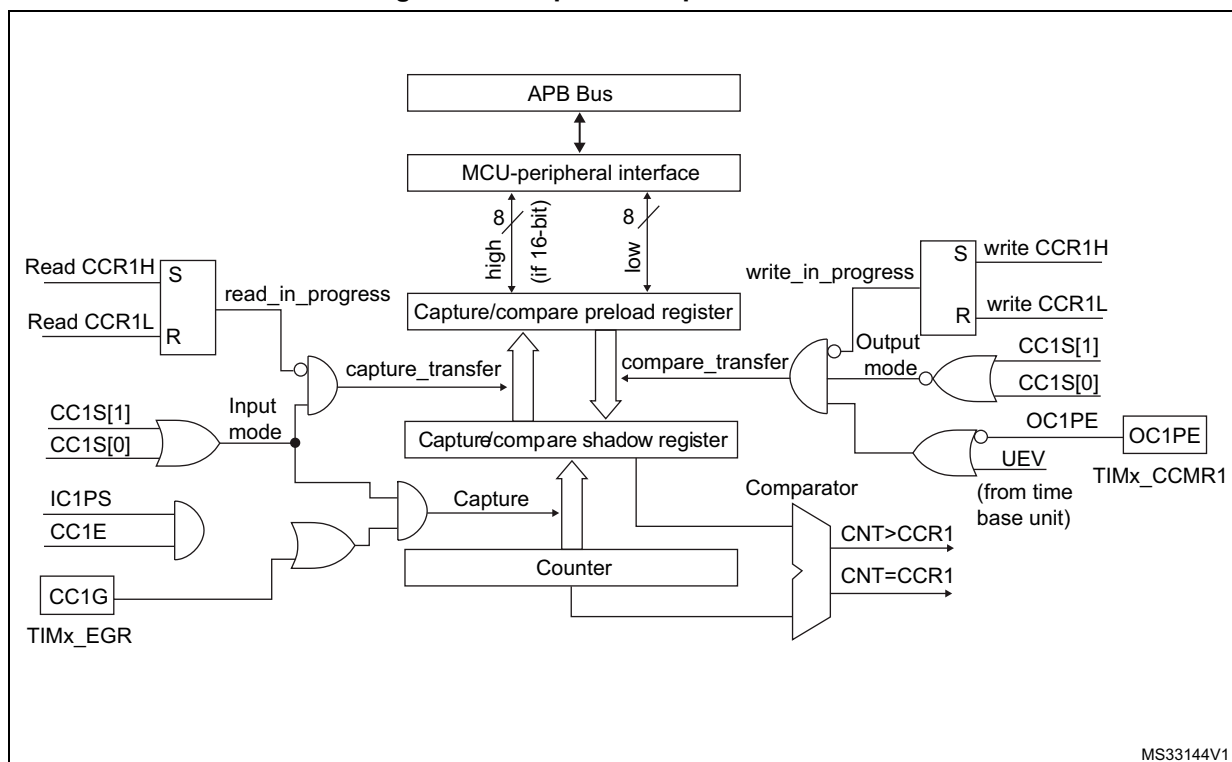 APB Bus
MCU-peripheral interface
8
high
(if 16-bit)
8
low
Read CCR1H
S
read_in_progress
Read CCR1L
R
write_in_progress
S
write CCR1H
R
write CCR1L
Capture/compare preload register
capture_transfer
compare_transfer
Output
mode
CC1S[1]
CC1S[0]
CC1S[1]
CC1S[0]
Input
mode
Capture/compare shadow register
OC1PE
OC1PE
UEV
TIMx_CCMR1
(from time
base unit)
IC1PS
CC1E
Capture
Comparator
CNT>CCR1
CNT=CCR1
Counter
CC1G
TIMx_EGR
MS33144V1